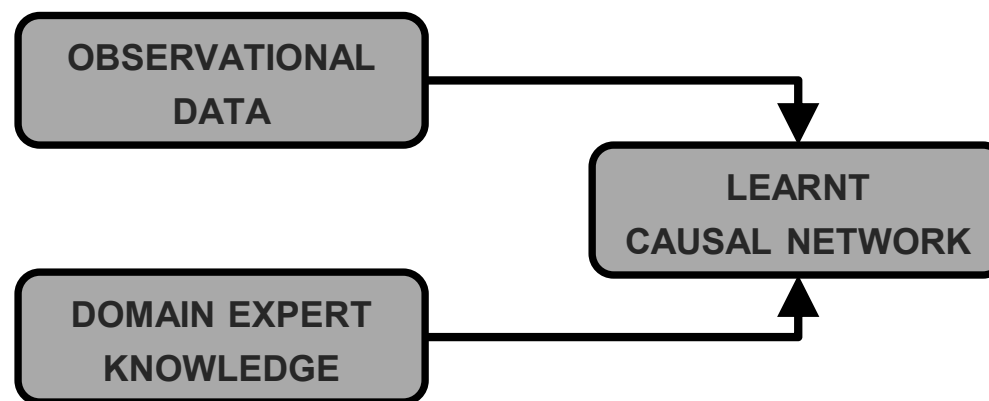 OBSERVATIONAL
DATA
LEARNT
CAUSAL NETWORK
DOMAIN EXPERT
KNOWLEDGE